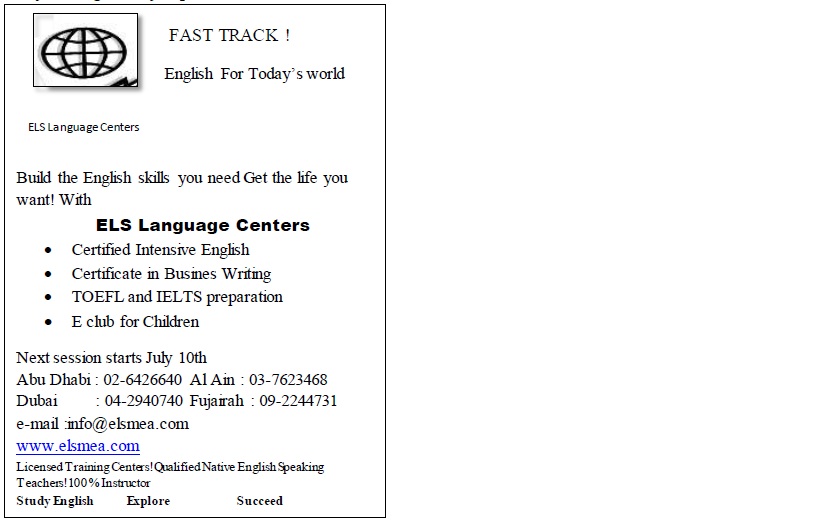 FAST TRACK !
English For Today's world
ELS Language Centers
Build the English skills you need Get the life you
want! With
ELS Language Centers
• Certified Intensive English
• Certificate in Busines Writing
• TOEFL and IELTS preparation
• E club for Children
Next session starts July 10th
Abu Dhabi : 02-6426640 Al Ain : 03-7623468
Dubai : 04-2940740 Fujairah : 09-2244731
e-mail :info@elsmea.com
www.elsmea.com
Licensed Training Centers! Qualified Native English Speaking
Teachers! 100% Instructor
Study English Explore Succeed